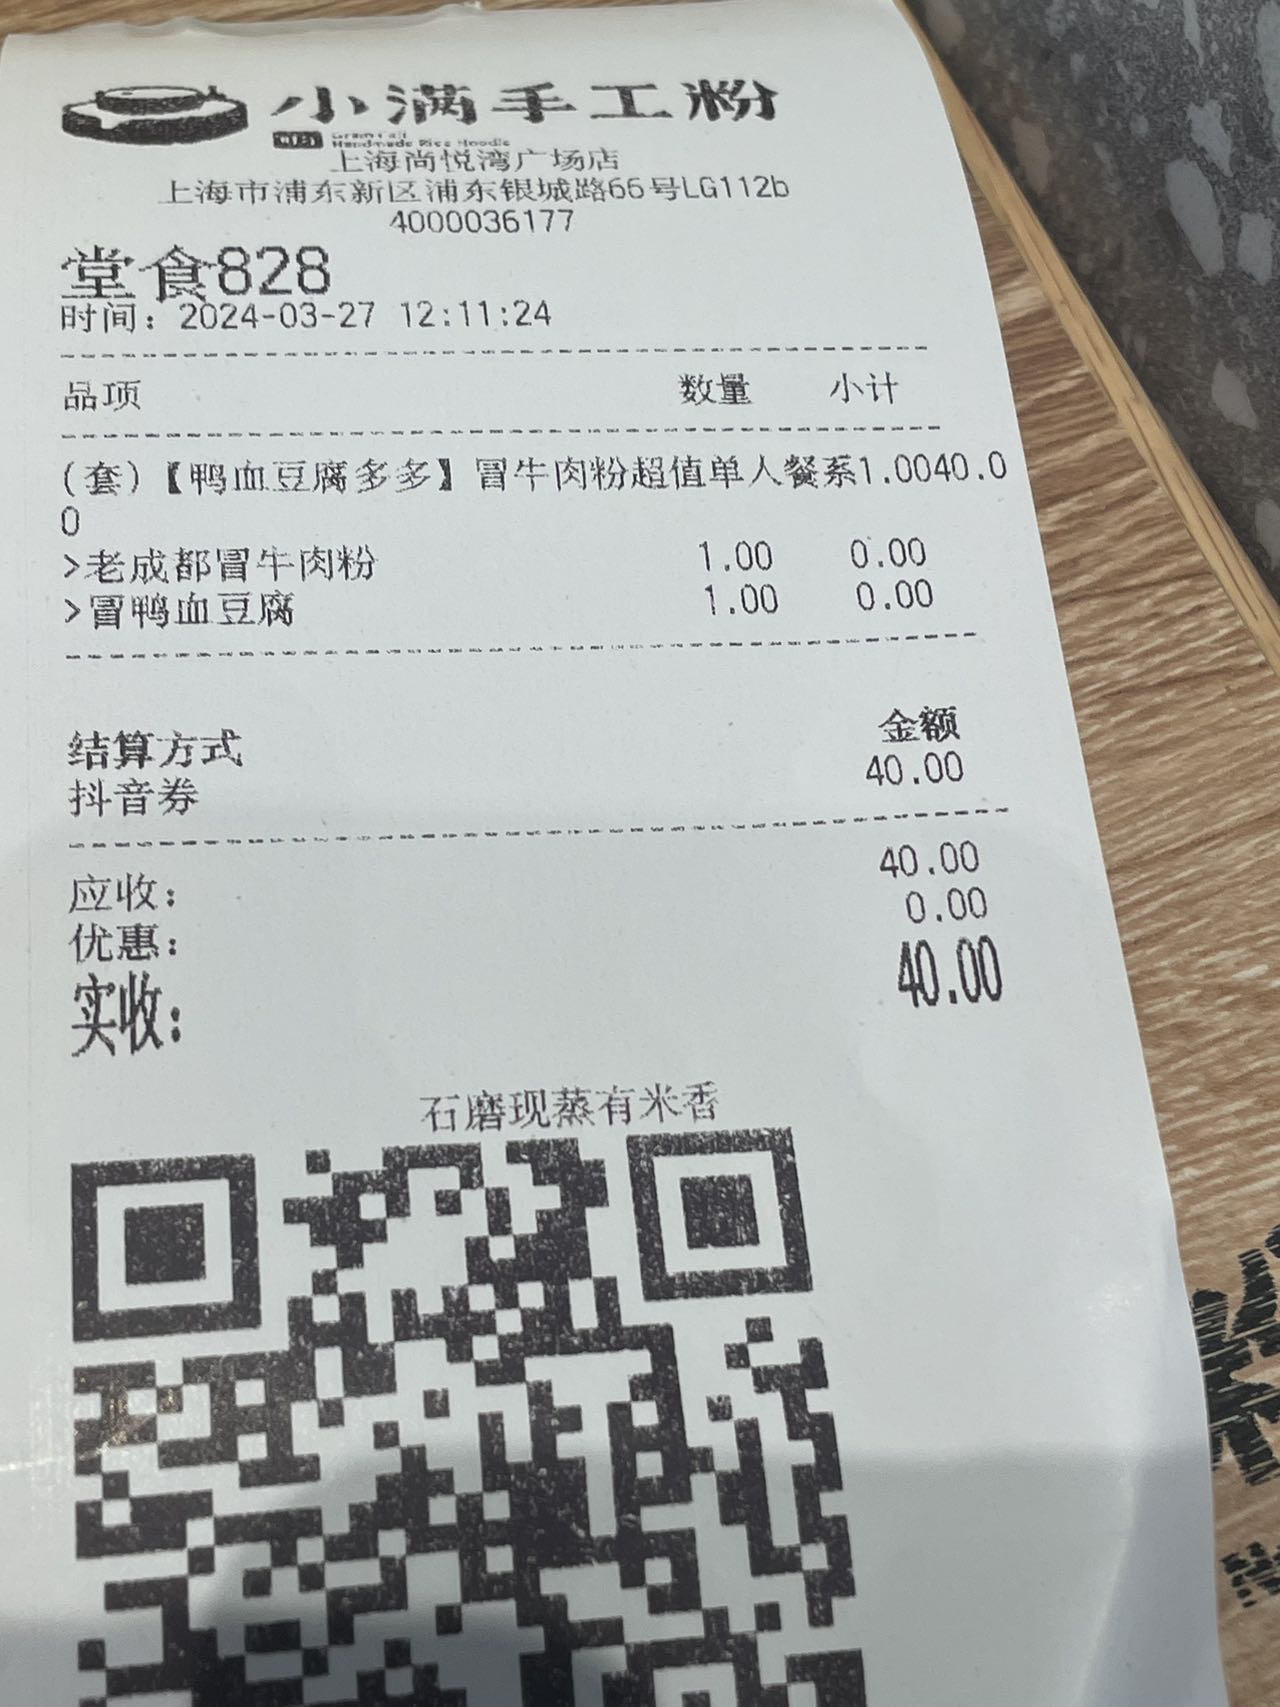 小满手工粉
Handmade Rice Noodle
上海尚悦湾广场店
上海市浦东新区浦东银城路66号LG112b
4000036177
堂食828
时间：2024-03-27 12:11:24
品项 数量 小计
(套)【鸭血豆腐多多】冒牛肉粉超值单人餐系1.0040.0
0
>老成都冒牛肉粉 1.00 0.00
>冒鸭血豆腐 1.00 0.00
结算方式 金额
抖音券 40.00
应收： 40.00
优惠： 0.00
实收： 40.00
石磨现蒸有米香